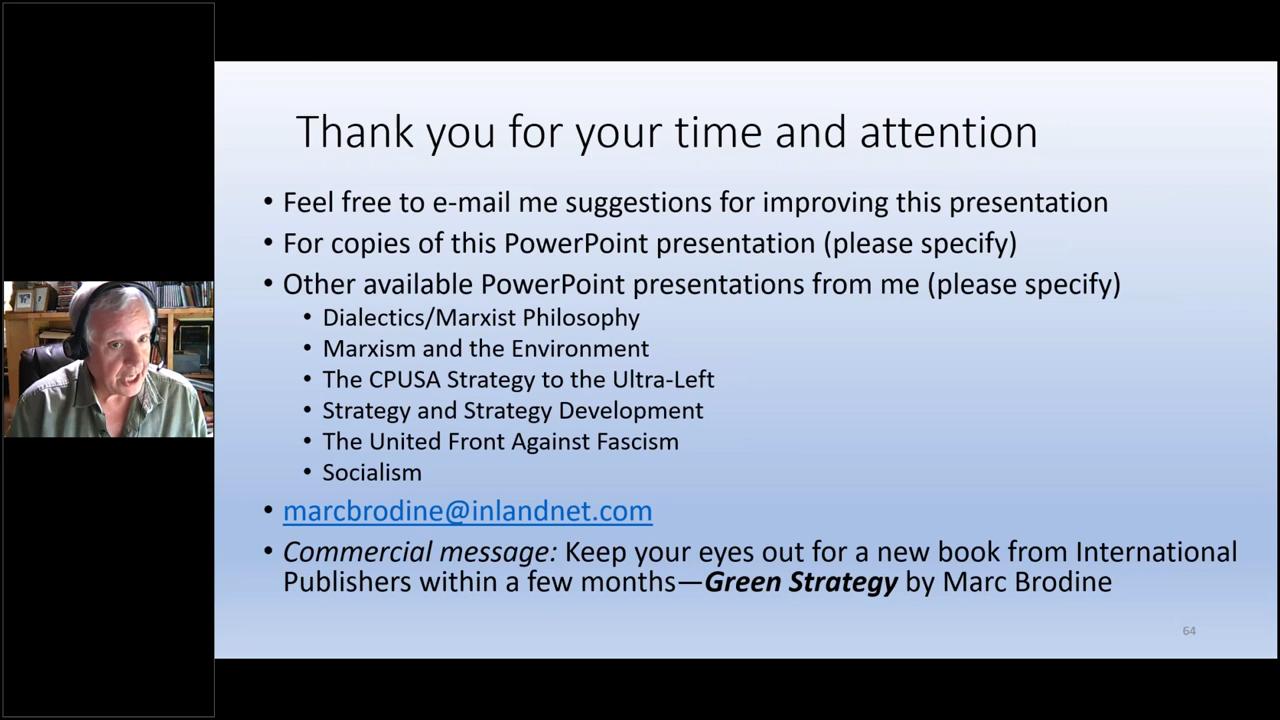 Thank you for your time and attention
• Feel free to e-mail me suggestions for improving this presentation
• For copies of this PowerPoint presentation (please specify)
• Other available PowerPoint presentations from me (please specify)
• Dialectics/Marxist Philosophy
• Marxism and the Environment
• The CPUSA Strategy to the Ultra-Left
• Strategy and Strategy Development
• The United Front Against Fascism
• Socialism
• marcbrodine@inlandnet.com
• Commercial message: Keep your eyes out for a new book from International
Publishers within a few months—Green Strategy by Marc Brodine
64